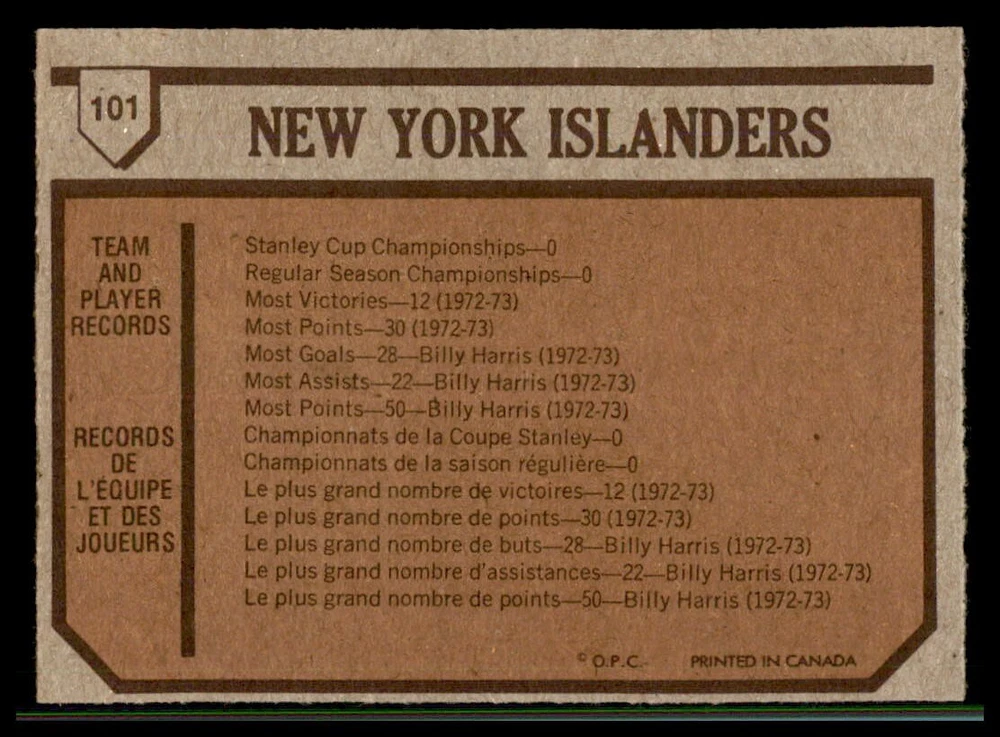 101
NEW YORK ISLANDERS
TEAM
AND
PLAYER
RECORDS
Stanley Cup Championships—0
Regular Season Championships—0
Most Victories—12 (1972-73)
Most Points—30 (1972-73)
Most Goals—28—Billy Harris (1972-73)
Most Assists—22—Billy Harris (1972-73)
Most Points—50—Billy Harris (1972-73)
RECORDS
DE
L'ÉQUIPE
ET DES
JOUEURS
Championnats de la Coupe Stanley—0
Championnats de la saison régulière—0
Le plus grand nombre de victoires—12 (1972-73)
Le plus grand nombre de points—30 (1972-73)
Le plus grand nombre de buts—28—Billy Harris (1972-73)
Le plus grand nombre d'assistances—22—Billy Harris (1972-73)
Le plus grand nombre de points—50—Billy Harris (1972-73)
© O.P.C. PRINTED IN CANADA